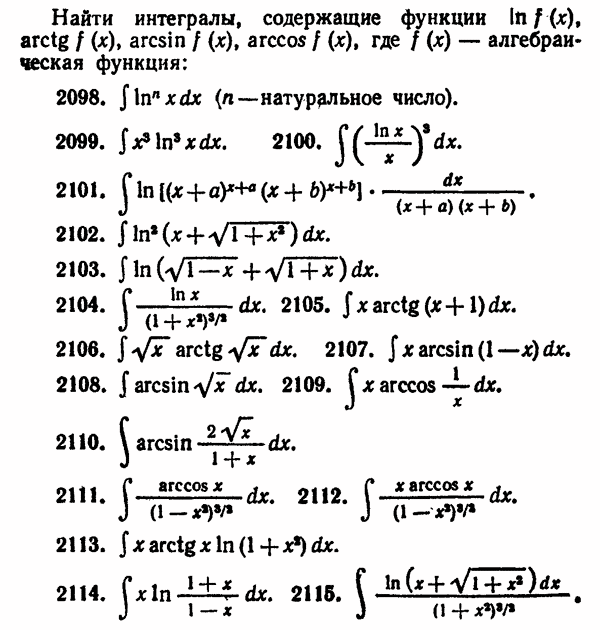 Найти интегралы, содержащие функции ln f (x),
arctg f (x), arcsin f (x), arccos f (x), где f (x) — алгебраи-
ческая функция:
2098. ∫ lnⁿ x dx (n — натуральное число).
2099. ∫ x³ ln³ x dx. 2100. ∫ (ln x / x)³ dx.
2101. ∫ ln [(x + a)^(x+a) (x + b)^(x+b)] · dx / ((x + a) (x + b)) .
2102. ∫ ln² (x + √(1 + x²)) dx.
2103. ∫ ln (√(1 − x) + √(1 + x)) dx.
2104. ∫ ln x / (1 + x²)^(3/2) dx. 2105. ∫ x arctg (x + 1) dx.
2106. ∫ √x arctg √x dx. 2107. ∫ x arcsin (1 — x) dx.
2108. ∫ arcsin √x dx. 2109. ∫ x arccos 1/x dx.
2110. ∫ arcsin 2√x / (1 + x) dx.
2111. ∫ arccos x / (1 − x²)^(3/2) dx. 2112. ∫ x arccos x / (1 − x²)^(3/2) dx.
2113. ∫ x arctg x ln (1 + x²) dx.
2114. ∫ x ln (1 + x) / (1 − x) dx. 2115. ∫ ln (x + √(1 + x²)) dx / (1 + x²)^(3/2) .